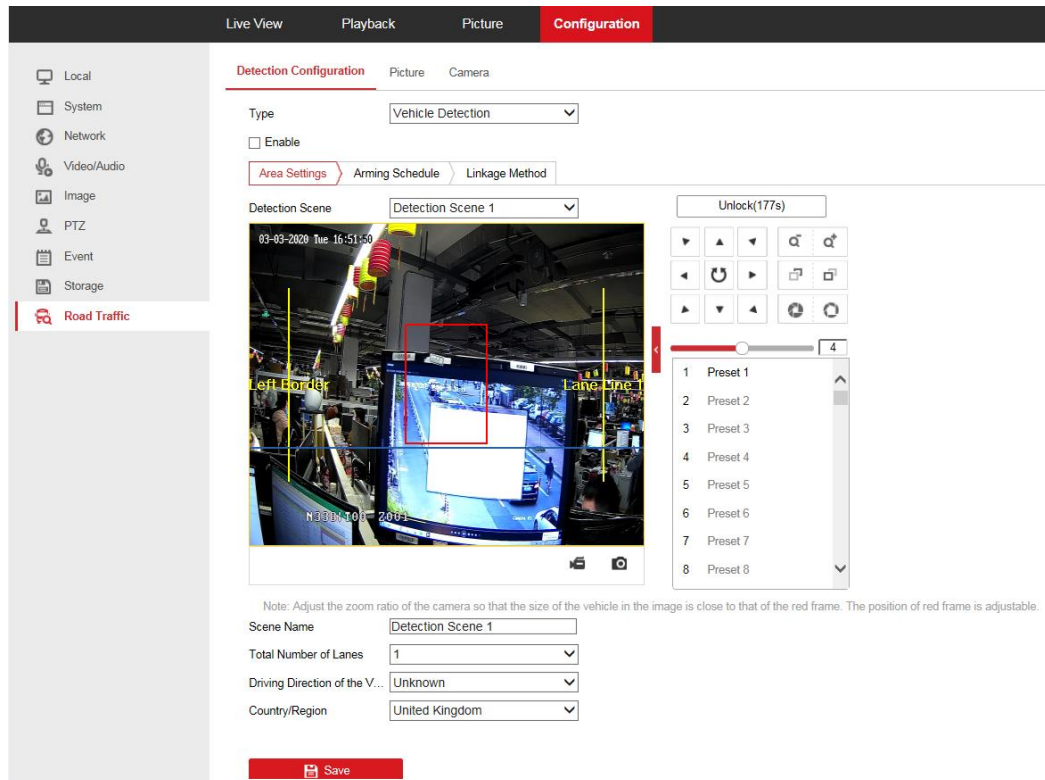 Live View Playback Picture Configuration
Local
System
Network
Video/Audio
Image
PTZ
Event
Storage
Road Traffic
Detection Configuration Picture Camera
Type Vehicle Detection
Enable
Area Settings Arming Schedule Linkage Method
Detection Scene Detection Scene 1
Unlock(177s)
03-03-2020 Tue 16:51:50
Left Border Lane Line 1
4
1 Preset 1
2 Preset 2
3 Preset 3
4 Preset 4
5 Preset 5
6 Preset 6
7 Preset 7
8 Preset 8
Note: Adjust the zoom ratio of the camera so that the size of the vehicle in the image is close to that of the red frame. The position of red frame is adjustable.
Scene Name Detection Scene 1
Total Number of Lanes 1
Driving Direction of the V... Unknown
Country/Region United Kingdom
Save